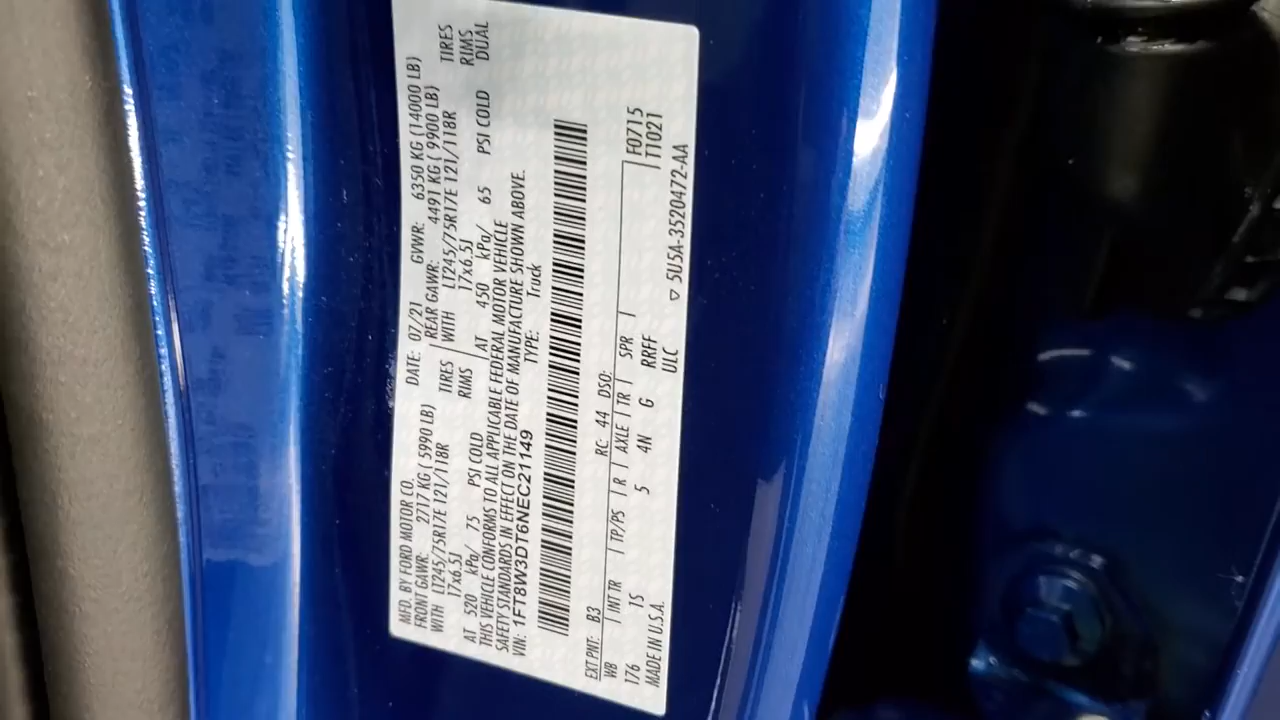 MFD. BY FORD MOTOR CO.
DATE: 07/21 GVWR: 6350 KG (14000 LB)
FRONT GAWR: 2717 KG ( 5990 LB)
REAR GAWR: 4491 KG ( 9900 LB)
WITH LT245/75R17E 121/118R TIRES
WITH LT245/75R17E 121/118R TIRES
17x6.5J RIMS
17x6.5J RIMS
AT 520 kPa/ 75 PSI COLD
AT 450 kPa/ 65 PSI COLD DUAL
THIS VEHICLE CONFORMS TO ALL APPLICABLE FEDERAL MOTOR VEHICLE
SAFETY STANDARDS IN EFFECT ON THE DATE OF MANUFACTURE SHOWN ABOVE.
VIN: 1FT8W3DT6NEC21149 TYPE: Truck
EXT PNT: B3 RC: 44 DSO:
WB INT TR TP/PS R AXLE TR SPR F0715
176 1S 5 4N G RRFF T1021
MADE IN U.S.A. ULC ▽ 5U5A-3520472-AA